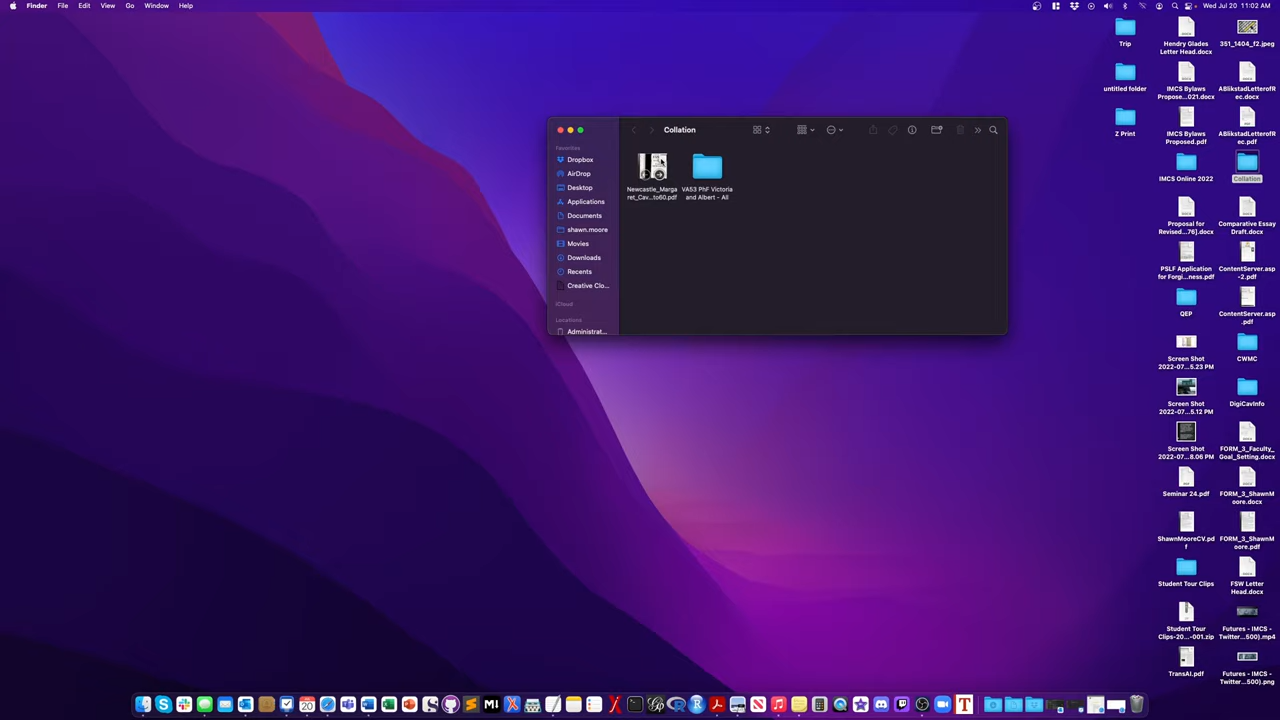 Finder File Edit View Go Window Help
Wed Jul 20 11:02 AM
Collation
Favorites
Dropbox
AirDrop
Desktop
Applications
Documents
shawn.moore
Movies
Downloads
Recents
Creative Clo...
iCloud
Locations
Administrat...
Newcastle_Marga
ret_Cav...to60.pdf
VA53 PhF Victoria
and Albert - All
Trip
untitled folder
Z Print
Hendry Glades
Letter Head.docx
IMCS Bylaws
Propose...021.docx
IMCS Bylaws
Proposed.pdf
IMCS Online 2022
Proposal for
Revised...76].docx
PSLF Application
for Forgi...ness.pdf
QEP
Screen Shot
2022-07...5.23 PM
Screen Shot
2022-07...5.12 PM
Screen Shot
2022-07...8.06 PM
Seminar 24.pdf
ShawnMooreCV.pd
f
Student Tour Clips
Student Tour
Clips-20...-001.zip
TransAI.pdf
351_1404_f2.jpeg
ABlikstadLetterofR
ec.docx
ABlikstadLetterofR
ec.pdf
Collation
Comparative Essay
Draft.docx
ContentServer.asp
-2.pdf
ContentServer.asp
.pdf
CWMC
DigiCavInfo
FORM_3_Faculty_
Goal_Setting.docx
FORM_3_ShawnM
oore.docx
FORM_3_ShawnM
oore.pdf
FSW Letter
Head.docx
Futures - IMCS -
Twitter...500).mp4
Futures - IMCS -
Twitter...500).png
JUL
20